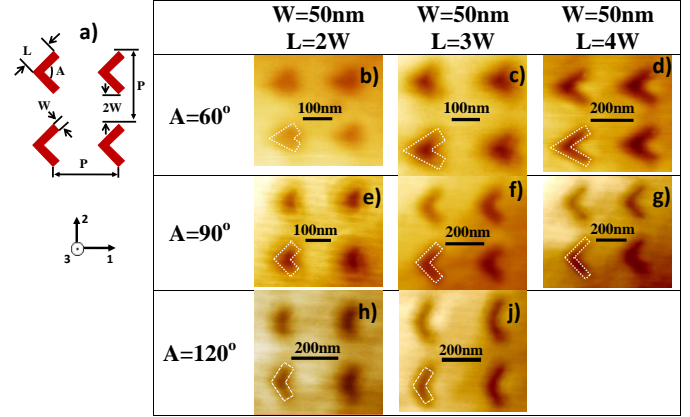 a)
L
A
W
2W
P
P
2
3
1
W=50nm
L=2W
W=50nm
L=3W
W=50nm
L=4W
A=60°
b)
100nm
c)
100nm
d)
200nm
A=90°
e)
100nm
f)
200nm
g)
200nm
A=120°
h)
200nm
j)
200nm